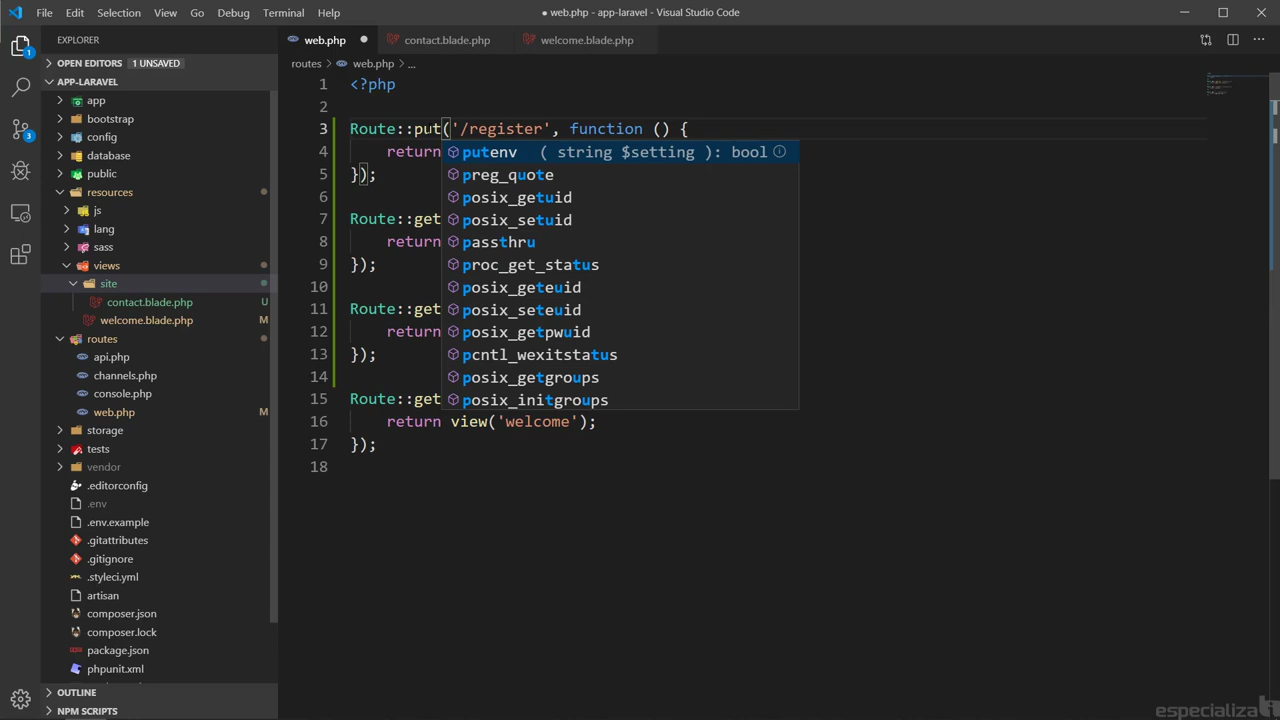 File Edit Selection View Go Debug Terminal Help ● web.php - app-laravel - Visual Studio Code
EXPLORER
web.php contact.blade.php welcome.blade.php
OPEN EDITORS 1 UNSAVED
routes > web.php > ...
APP-LARAVEL
app
bootstrap
config
database
public
resources
js
lang
sass
views
site
contact.blade.php U
welcome.blade.php M
routes
api.php
channels.php
console.php
web.php M
storage
tests
vendor
.editorconfig
.env
.env.example
.gitattributes
.gitignore
.styleci.yml
artisan
composer.json
composer.lock
package.json
phpunit.xml
OUTLINE
NPM SCRIPTS
1
3
1 <?php
2
3 Route::put('/register', function () {
4 return
5 });
6
7 Route::get
8 return
9 });
10
11 Route::get
12 return
13 });
14
15 Route::get
16 return view('welcome');
17 });
18
putenv ( string $setting ): bool
preg_quote
posix_getuid
posix_setuid
passthru
proc_get_status
posix_geteuid
posix_seteuid
posix_getpwuid
pcntl_wexitstatus
posix_getgroups
posix_initgroups
especializati